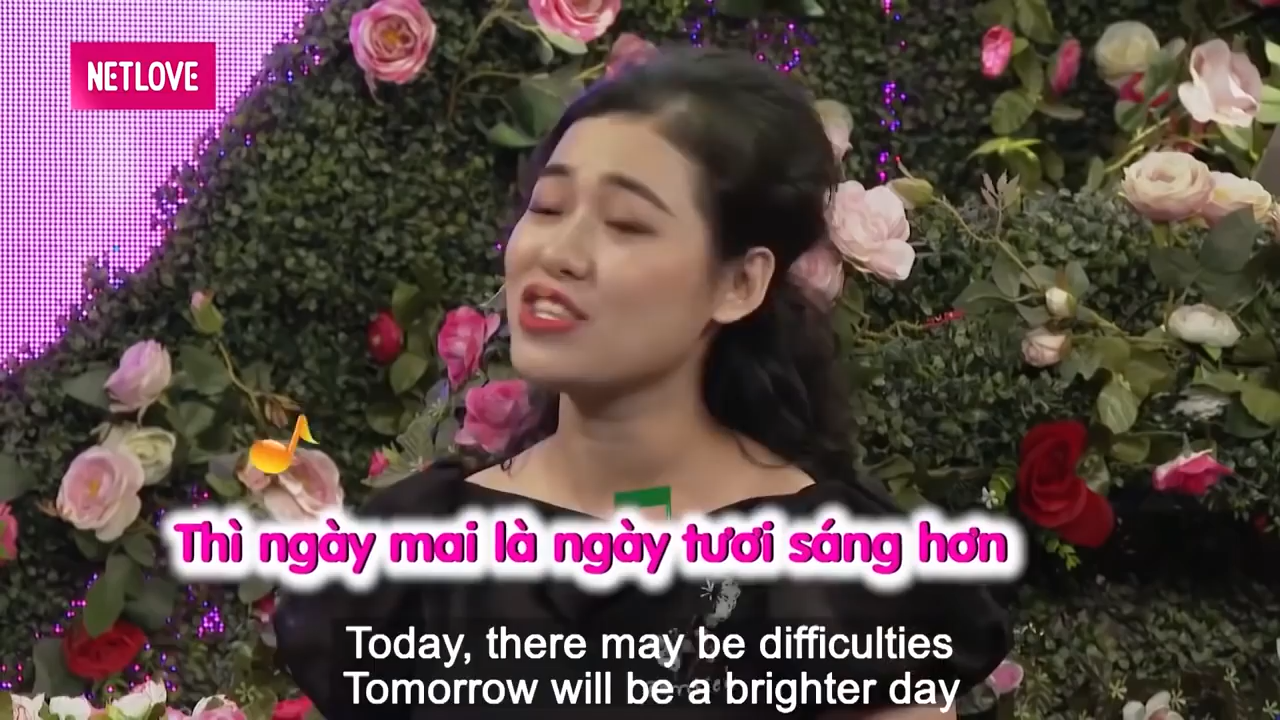 NETLOVE
Thì ngày mai là ngày tươi sáng hơn
Today, there may be difficulties
Tomorrow will be a brighter day